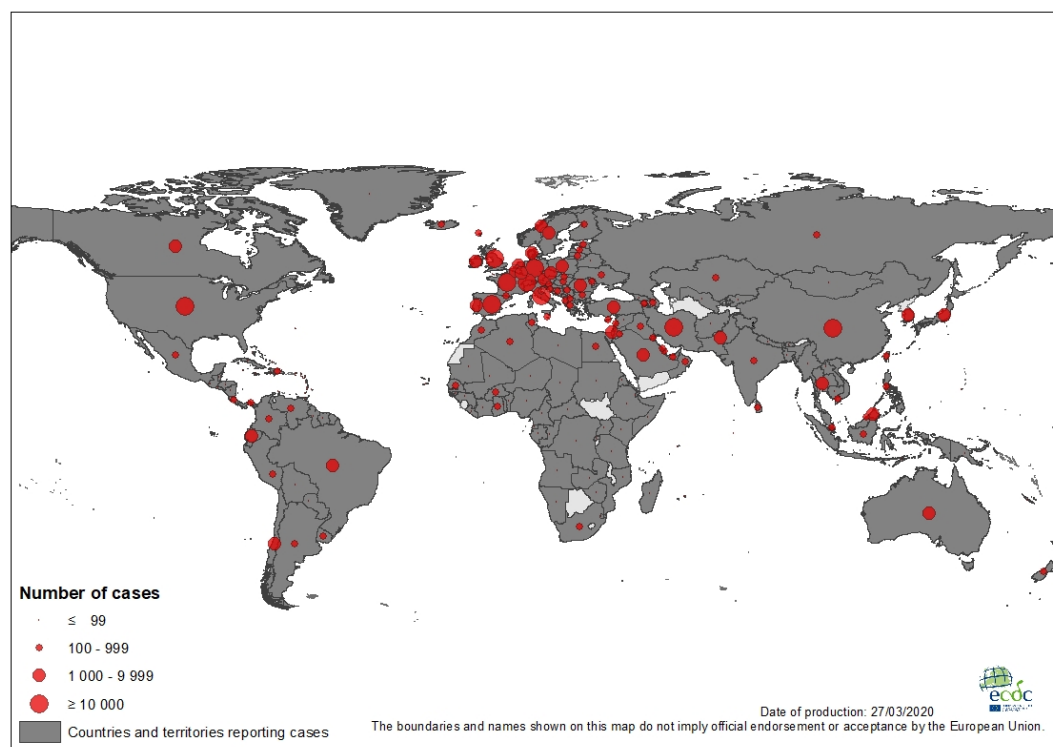 Number of cases
≤ 99
100 - 999
1 000 - 9 999
≥ 10 000
Countries and territories reporting cases
ecdc
Date of production: 27/03/2020
The boundaries and names shown on this map do not imply official endorsement or acceptance by the European Union.